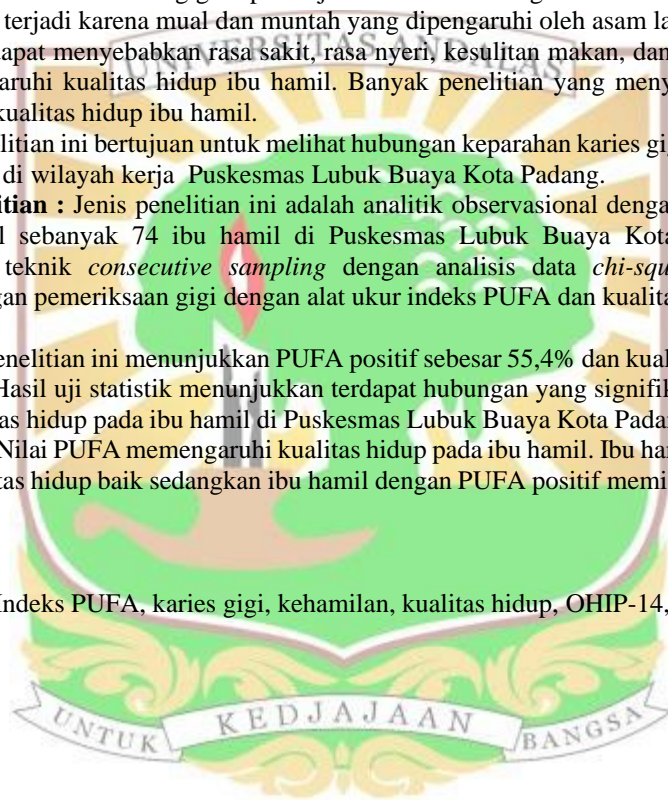 terjadi karena mual dan muntah yang dipengaruhi oleh asam la
dapat menyebabkan rasa sakit, rasa nyeri, kesulitan makan, dan
aruhi kualitas hidup ibu hamil. Banyak penelitian yang meny
kualitas hidup ibu hamil.
elitian ini bertujuan untuk melihat hubungan keparahan karies gig
di wilayah kerja Puskesmas Lubuk Buaya Kota Padang.
itian : Jenis penelitian ini adalah analitik observasional denga
l sebanyak 74 ibu hamil di Puskesmas Lubuk Buaya Kota
teknik consecutive sampling dengan analisis data chi-squ
gan pemeriksaan gigi dengan alat ukur indeks PUFA dan kualita
enelitian ini menunjukkan PUFA positif sebesar 55,4% dan kual
Hasil uji statistik menunjukkan terdapat hubungan yang signifik
as hidup pada ibu hamil di Puskesmas Lubuk Buaya Kota Pada
Nilai PUFA memengaruhi kualitas hidup pada ibu hamil. Ibu ha
tas hidup baik sedangkan ibu hamil dengan PUFA positif memi
Indeks PUFA, karies gigi, kehamilan, kualitas hidup, OHIP-14,
UNIVERSITAS ANDALAS
UNTUK KEDJAJAAN BANGSA